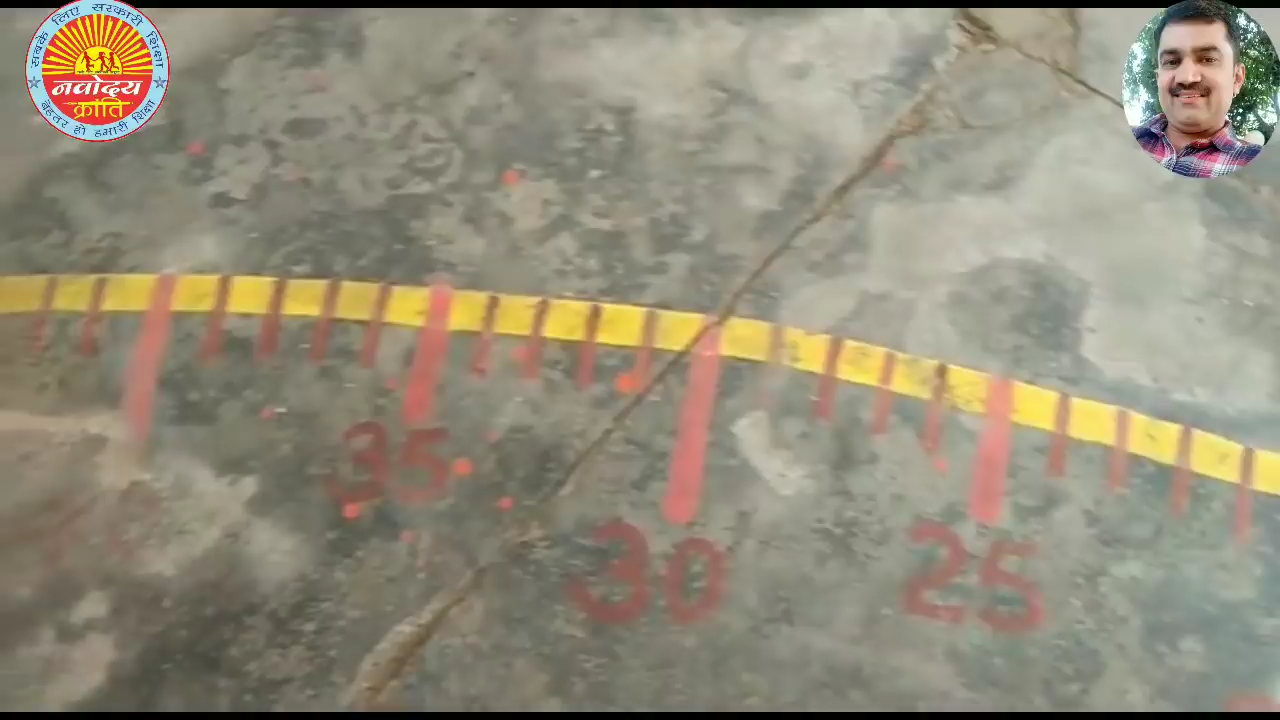 सबके लिए सरकारी शिक्षा
नवोदय
क्रांति
बेहतर हो हमारी शिक्षा
35
30
25